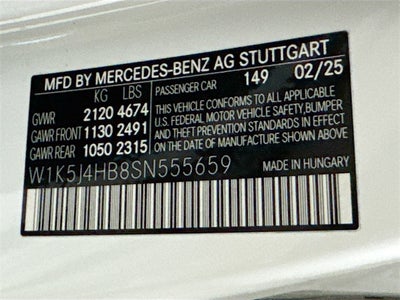 MFD BY MERCEDES-BENZ AG STUTTGART
KG LBS
PASSENGER CAR 149 02/25
GVWR 2120 4674
GAWR FRONT 1130 2491
GAWR REAR 1050 2315
THIS VEHICLE CONFORMS TO ALL APPLICABLE
U.S. FEDERAL MOTOR VEHICLE SAFETY,BUMPER
AND THEFT PREVENTION STANDARDS IN EFFECT
ON THE DATE OF MANUFACTURE SHOWN ABOVE
W1K5J4HB8SN555659
MADE IN HUNGARY